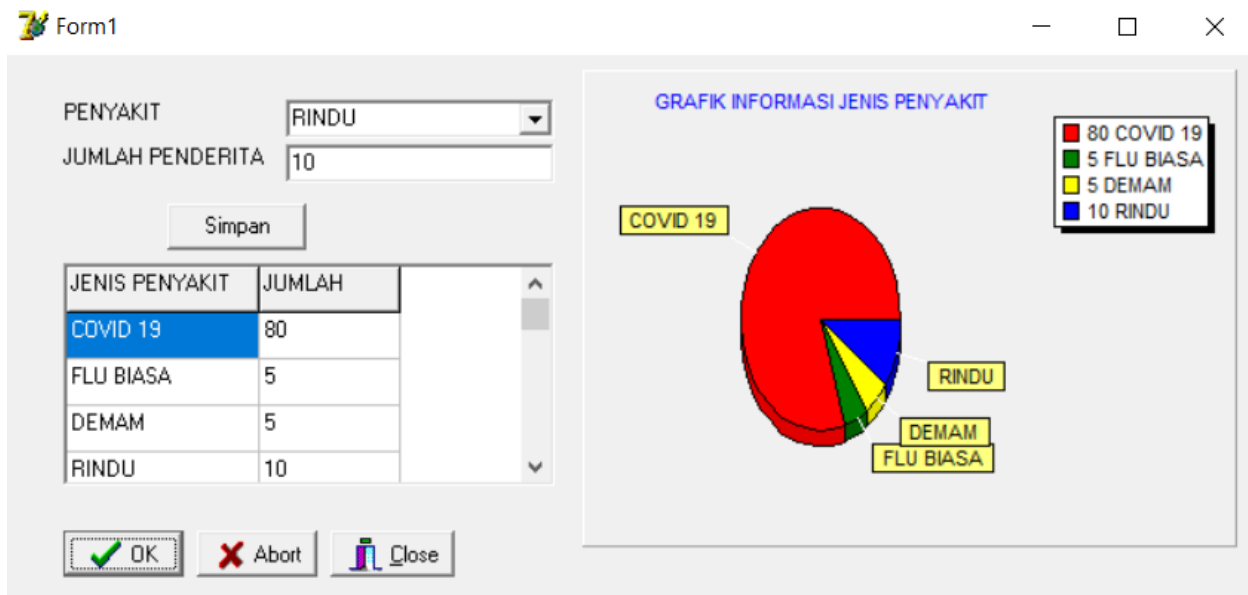 Form1
PENYAKIT
RINDU
JUMLAH PENDERITA
10
Simpan
JENIS PENYAKIT JUMLAH
COVID 19 80
FLU BIASA 5
DEMAM 5
RINDU 10
OK
Abort
Close
GRAFIK INFORMASI JENIS PENYAKIT
80 COVID 19
5 FLU BIASA
5 DEMAM
10 RINDU
COVID 19
RINDU
DEMAM
FLU BIASA